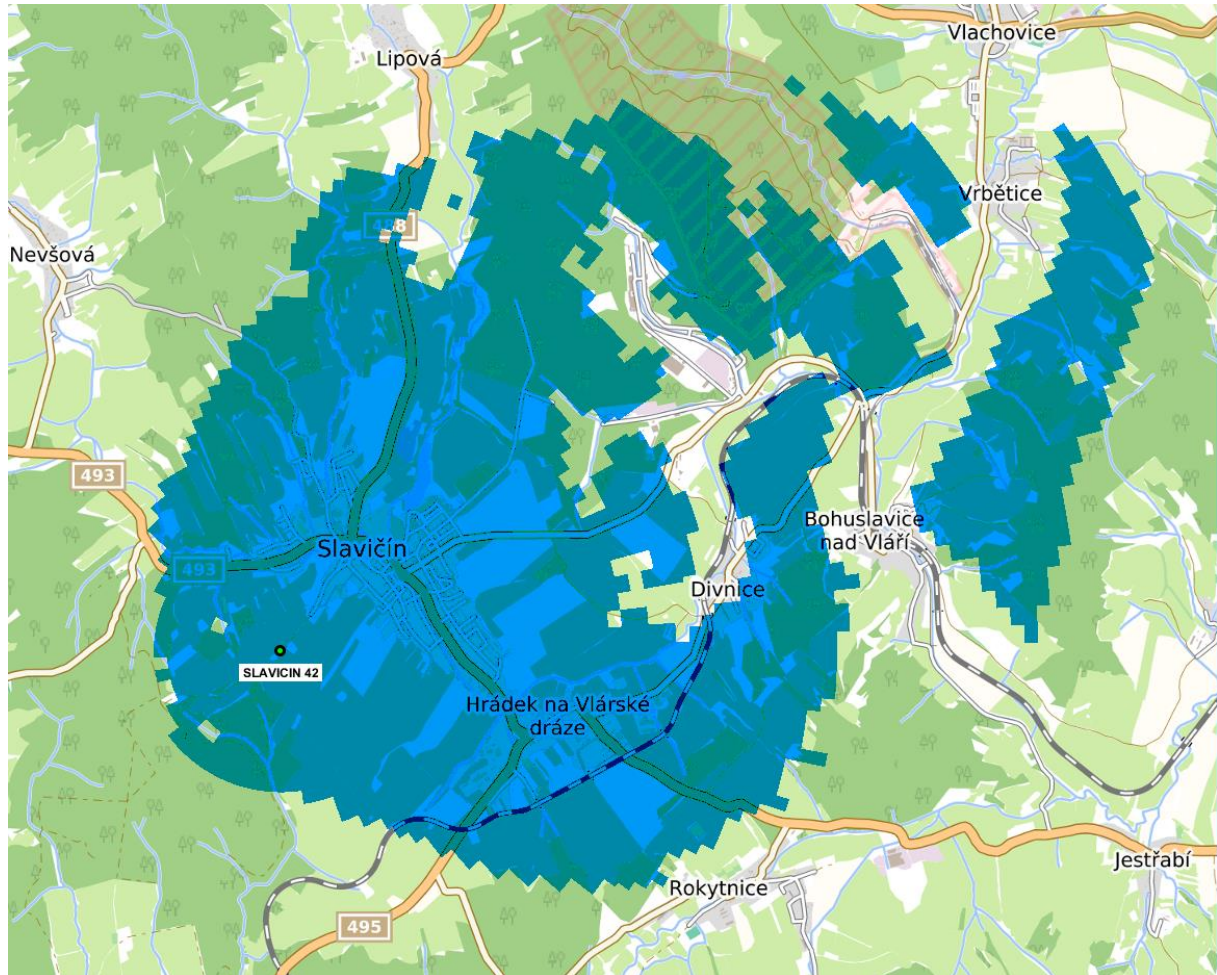 Vlachovice
Lipová
Vrbětice
488
Nevšová
493
Slavičín
Bohuslavice
nad Vláří
493
Divnice
SLAVICIN 42
Hrádek na Vlárské
dráze
Jestřabí
Rokytnice
495